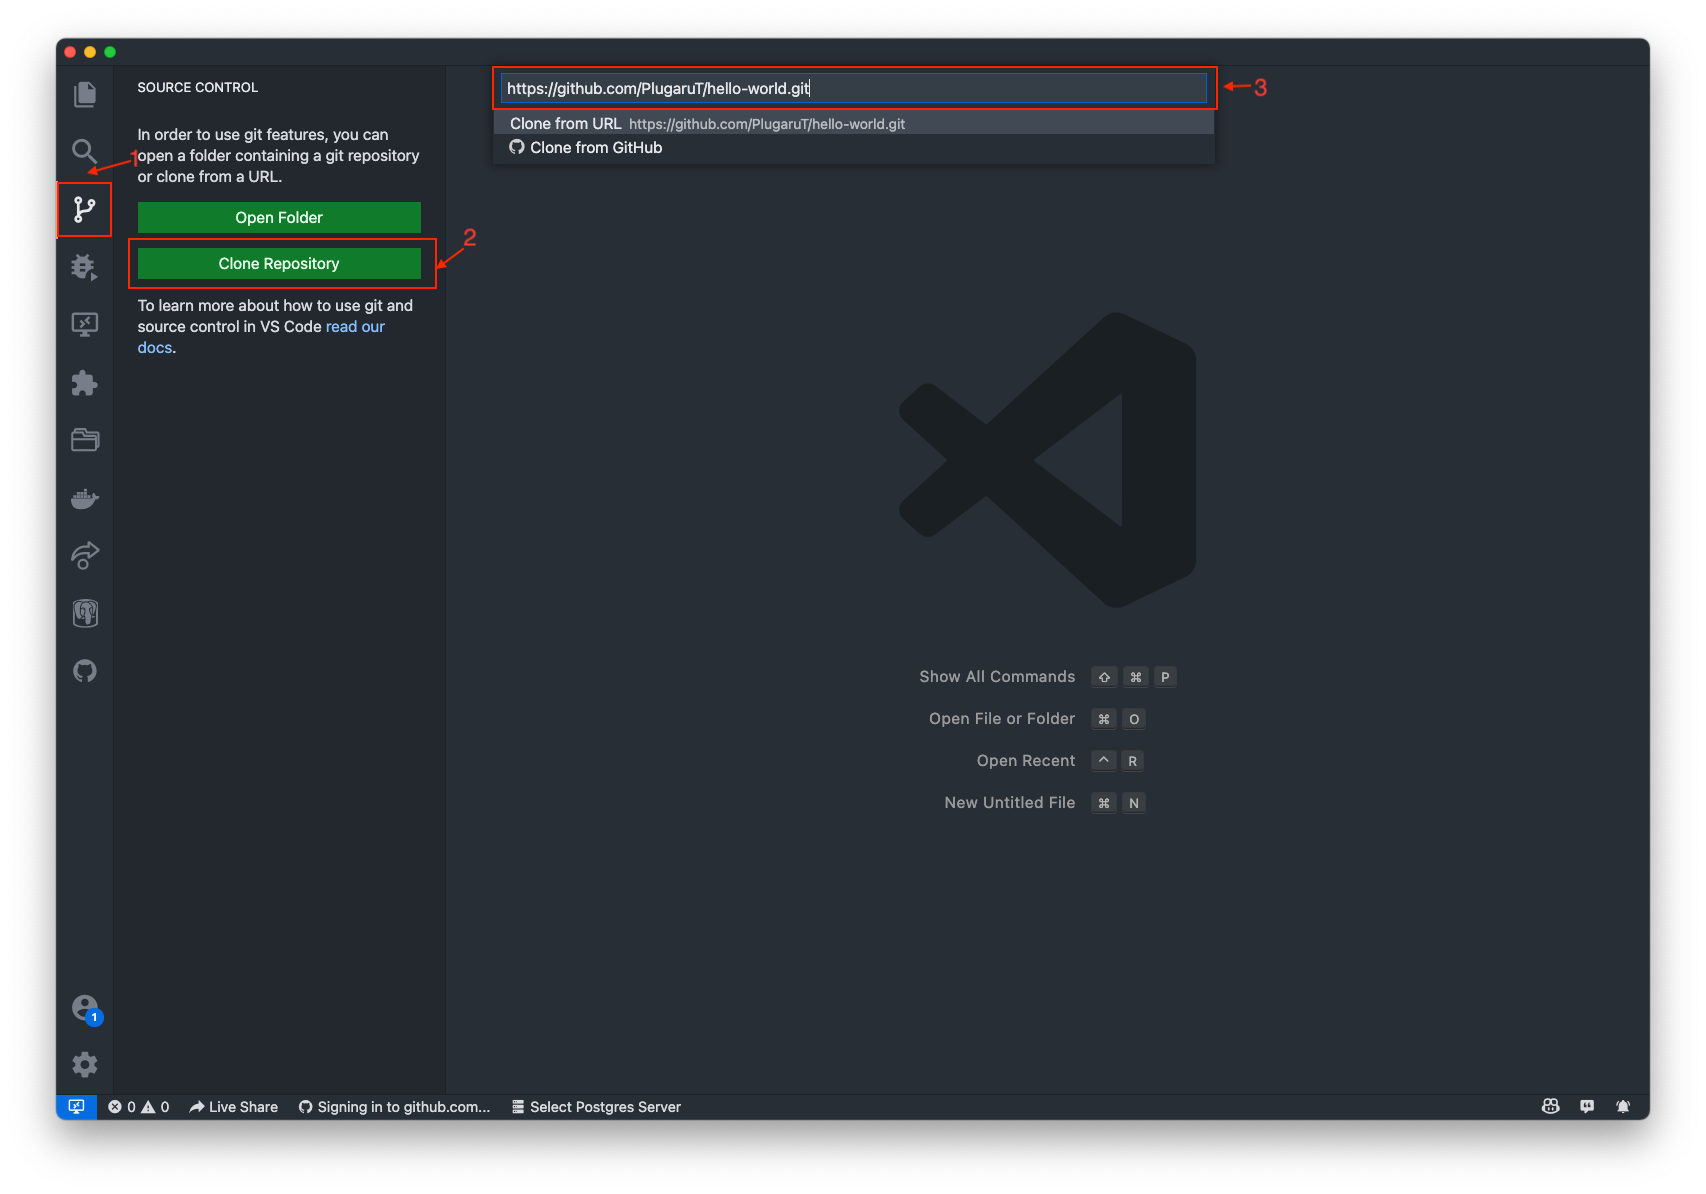 SOURCE CONTROL
In order to use git features, you can
open a folder containing a git repository
or clone from a URL.
1
Open Folder
Clone Repository
2
To learn more about how to use git and
source control in VS Code read our
docs.
https://github.com/PlugaruT/hello-world.git
3
Clone from URL https://github.com/PlugaruT/hello-world.git
Clone from GitHub
Show All Commands ⇧ ⌘ P
Open File or Folder ⌘ O
Open Recent ^ R
New Untitled File ⌘ N
1
0 0 Live Share Signing in to github.com... Select Postgres Server